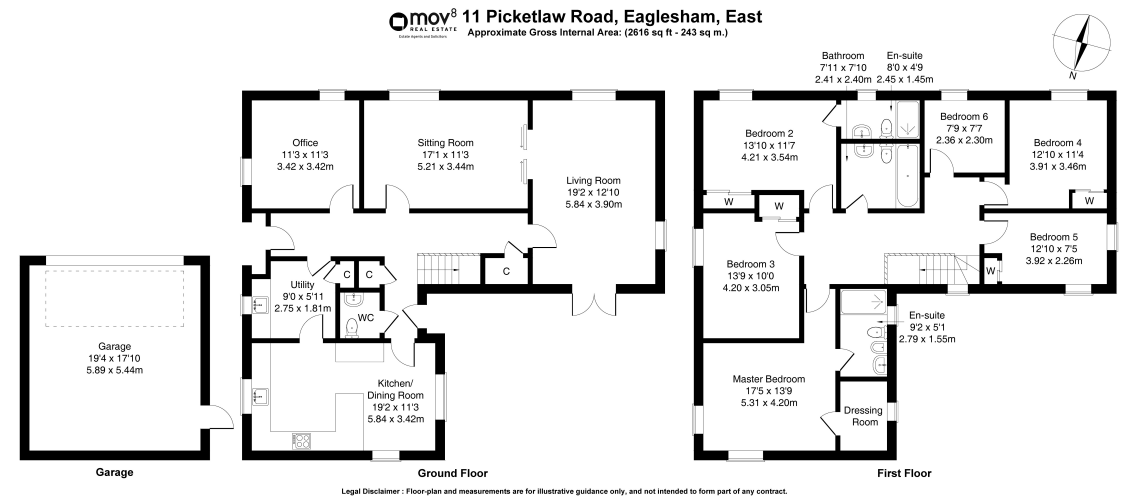 mov8 11 Picketlaw Road, Eaglesham, East
REAL ESTATE
Estate Agents and Solicitors
Approximate Gross Internal Area: (2616 sq ft - 243 sq m.)
N
Garage
19'4 x 17'10
5.89 x 5.44m
Garage
Office
11'3 x 11'3
3.42 x 3.42m
Sitting Room
17'1 x 11'3
5.21 x 3.44m
Living Room
19'2 x 12'10
5.84 x 3.90m
C
C
C
Utility
9'0 x 5'11
2.75 x 1.81m
WC
Kitchen/
Dining Room
19'2 x 11'3
5.84 x 3.42m
Ground Floor
Bathroom
7'11 x 7'10
2.41 x 2.40m
En-suite
8'0 x 4'9
2.45 x 1.45m
Bedroom 2
13'10 x 11'7
4.21 x 3.54m
W
W
Bedroom 6
7'9 x 7'7
2.36 x 2.30m
Bedroom 4
12'10 x 11'4
3.91 x 3.46m
W
Bedroom 3
13'9 x 10'0
4.20 x 3.05m
Bedroom 5
12'10 x 7'5
3.92 x 2.26m
W
En-suite
9'2 x 5'1
2.79 x 1.55m
Master Bedroom
17'5 x 13'9
5.31 x 4.20m
Dressing
Room
First Floor
Legal Disclaimer : Floor-plan and measurements are for illustrative guidance only, and not intended to form part of any contract.